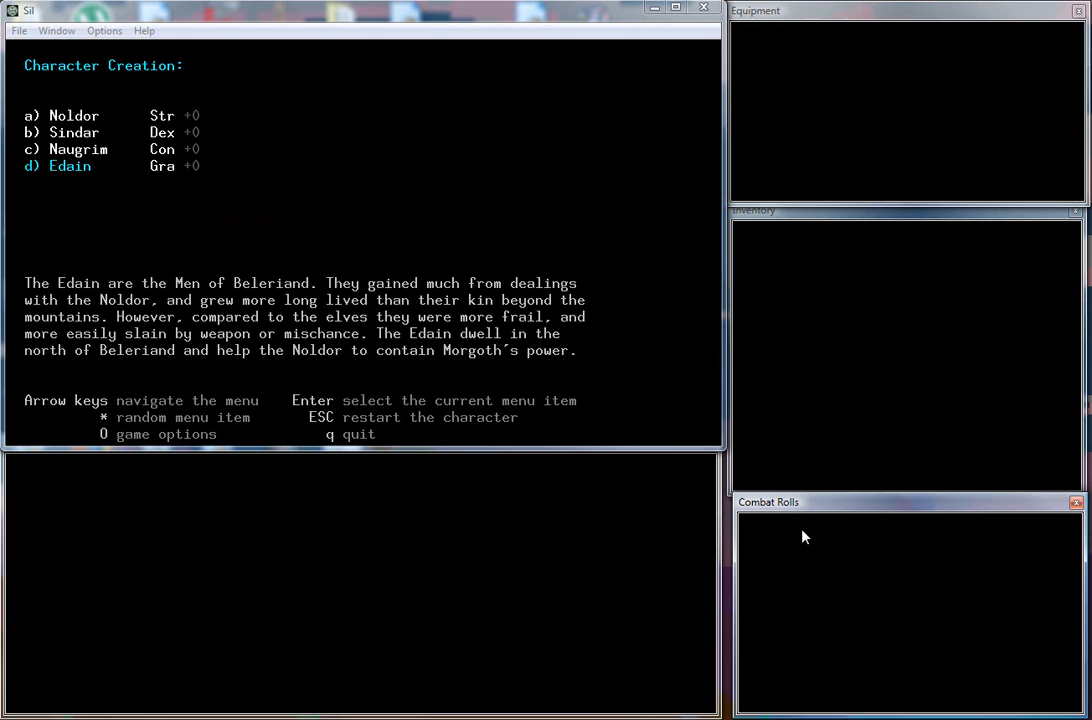 Sil
File Window Options Help
Character Creation:
a) Noldor Str +0
b) Sindar Dex +0
c) Naugrim Con +0
d) Edain Gra +0
The Edain are the Men of Beleriand. They gained much from dealings
with the Noldor, and grew more long lived than their kin beyond the
mountains. However, compared to the elves they were more frail, and
more easily slain by weapon or mischance. The Edain dwell in the
north of Beleriand and help the Noldor to contain Morgoth's power.
Arrow keys navigate the menu Enter select the current menu item
* random menu item ESC restart the character
O game options q quit
Equipment
Inventory
Combat Rolls